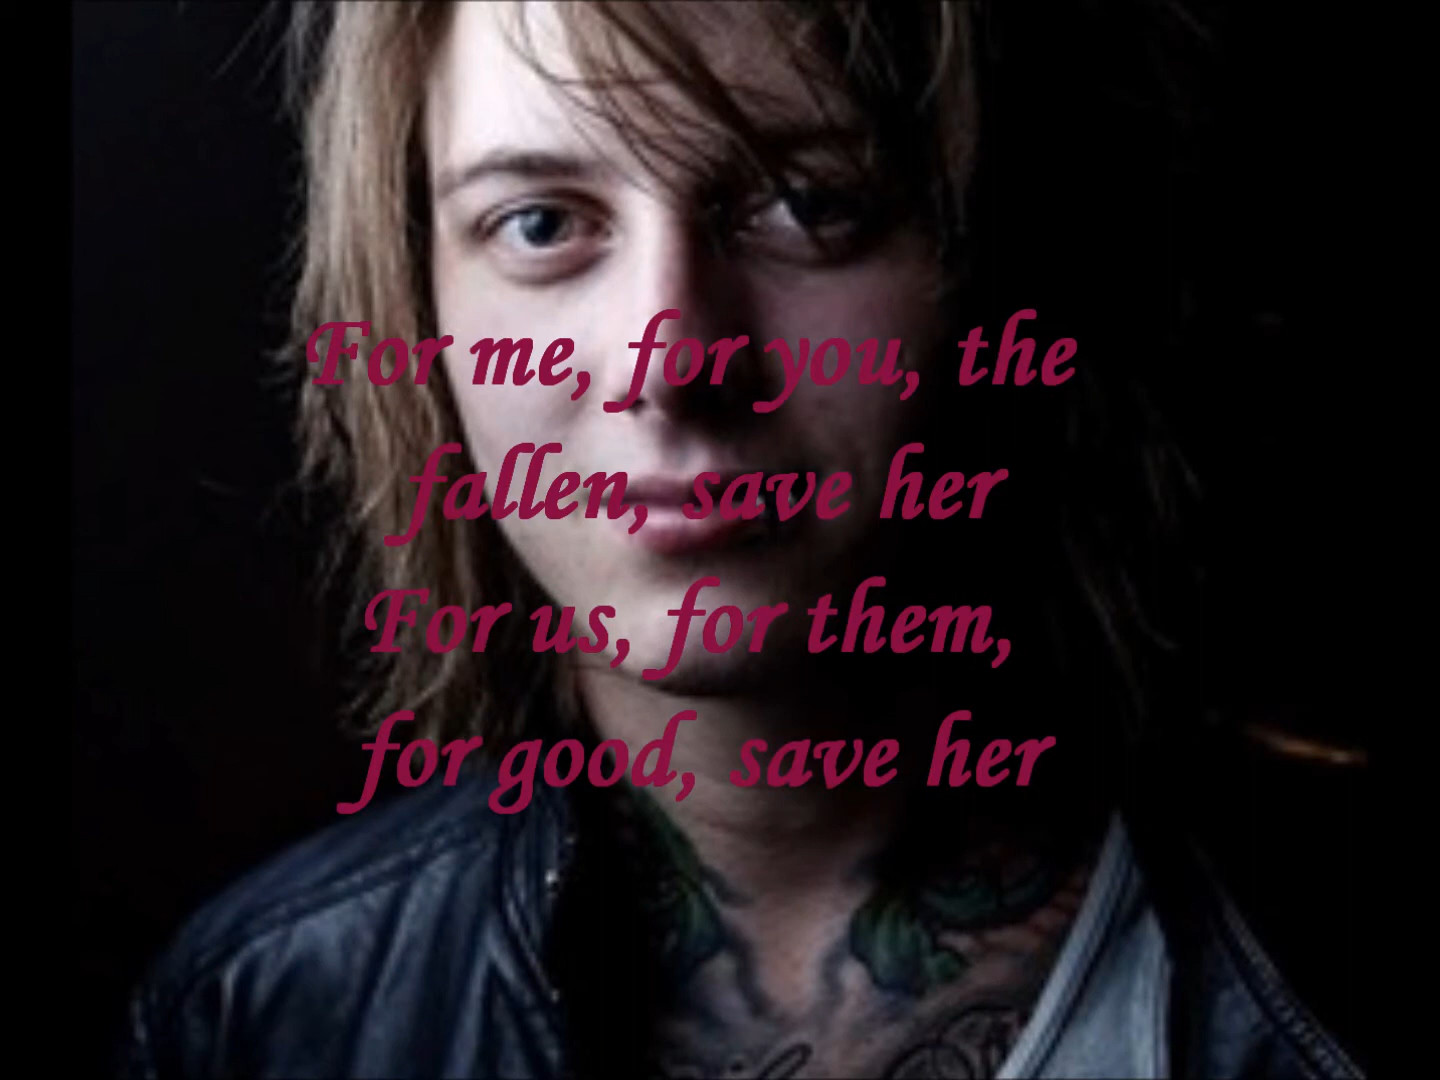 For me, for you, the
fallen, save her
For us, for them,
for good, save her